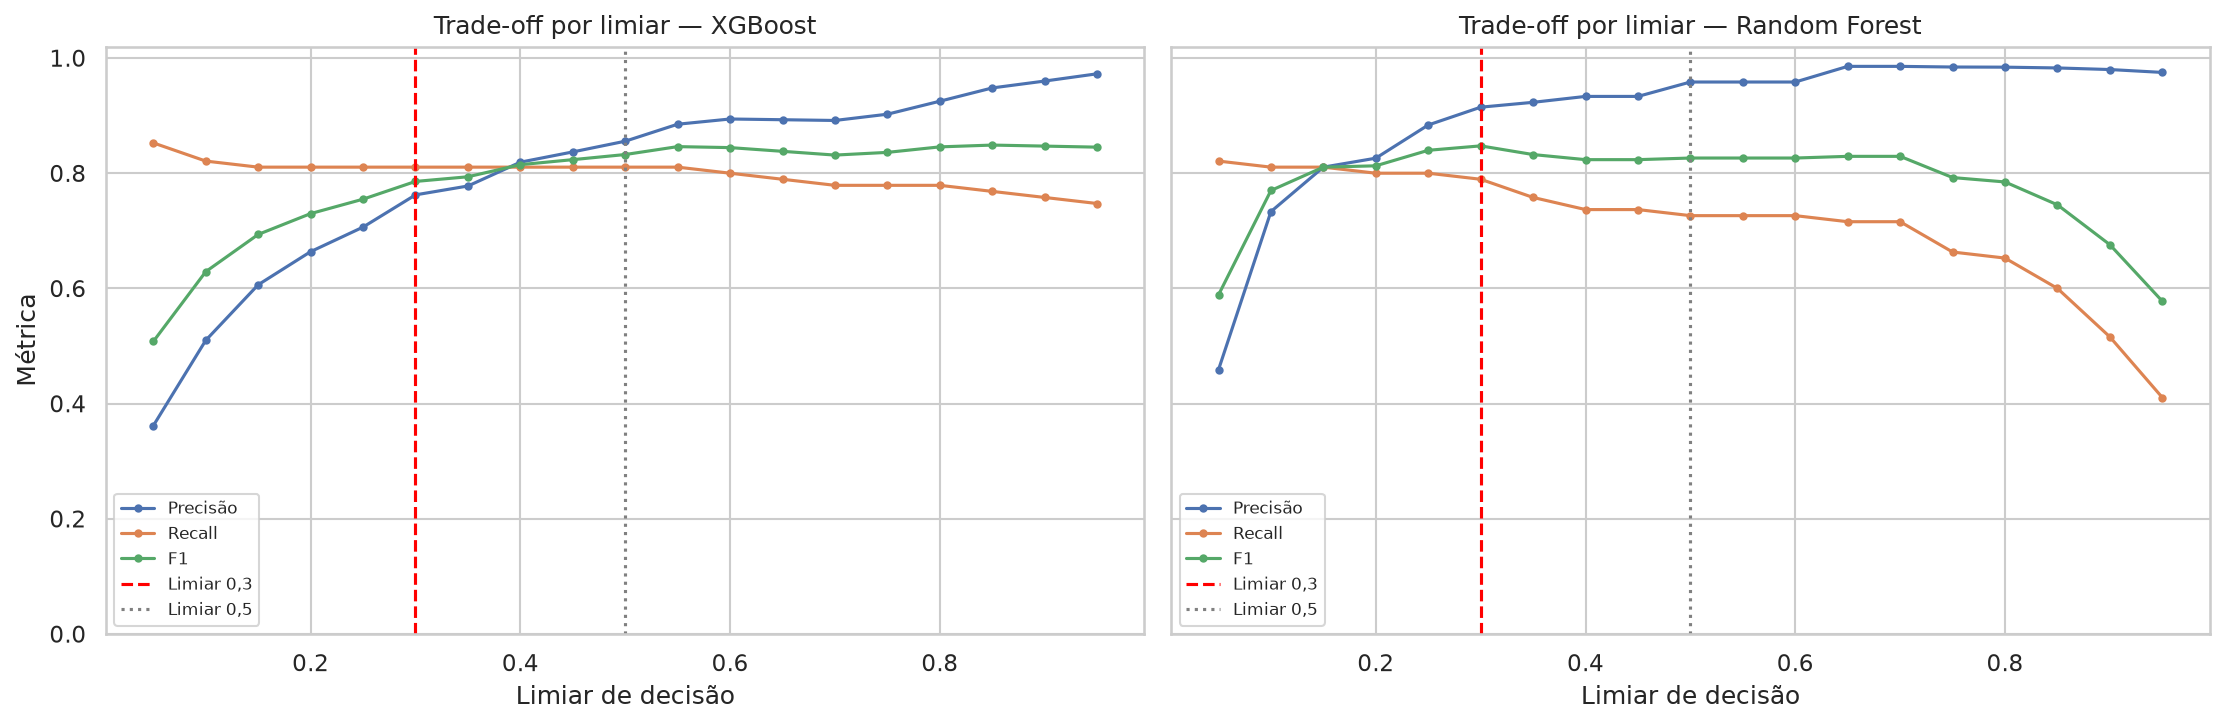 Trade-off por limiar — XGBoost
Métrica
1.0
0.8
0.6
0.4
0.2
0.0
Precisão
Recall
F1
Limiar 0,3
Limiar 0,5
0.2 0.4 0.6 0.8
Limiar de decisão
Trade-off por limiar — Random Forest
Precisão
Recall
F1
Limiar 0,3
Limiar 0,5
0.2 0.4 0.6 0.8
Limiar de decisão